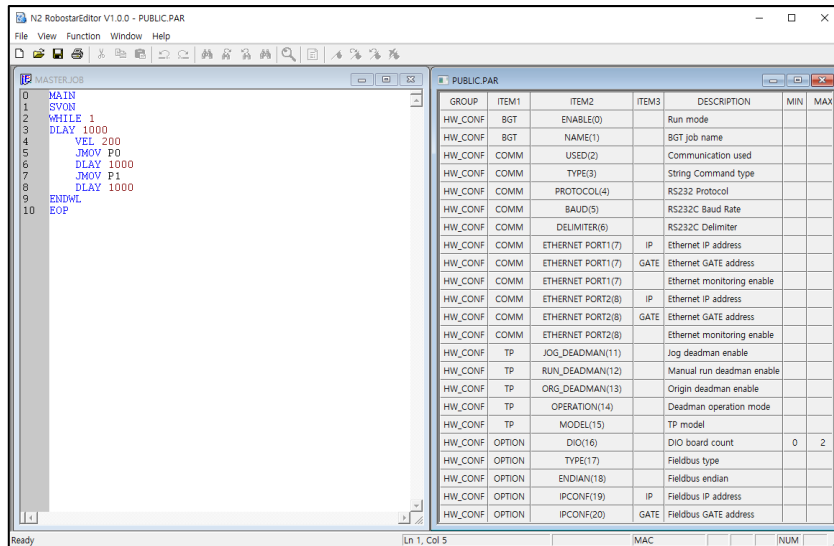 N2 RobostarEditor V1.0.0 - PUBLIC.PAR
File View Function Window Help
MASTER.JOB
0 MAIN
1 SVON
2 WHILE 1
3 DLAY 1000
4 VEL 200
5 JMOV P0
6 DLAY 1000
7 JMOV P1
8 DLAY 1000
9 ENDWL
10 EOP
PUBLIC.PAR
GROUP ITEM1 ITEM2 ITEM3 DESCRIPTION MIN MAX
HW_CONF BGT ENABLE(0) Run mode
HW_CONF BGT NAME(1) BGT job name
HW_CONF COMM USED(2) Communication used
HW_CONF COMM TYPE(3) String Command type
HW_CONF COMM PROTOCOL(4) RS232 Protocol
HW_CONF COMM BAUD(5) RS232C Baud Rate
HW_CONF COMM DELIMITER(6) RS232C Delimiter
HW_CONF COMM ETHERNET PORT1(7) IP Ethernet IP address
HW_CONF COMM ETHERNET PORT1(7) GATE Ethernet GATE address
HW_CONF COMM ETHERNET PORT1(7) Ethernet monitoring enable
HW_CONF COMM ETHERNET PORT2(8) IP Ethernet IP address
HW_CONF COMM ETHERNET PORT2(8) GATE Ethernet GATE address
HW_CONF COMM ETHERNET PORT2(8) Ethernet monitoring enable
HW_CONF TP JOG_DEADMAN(11) Jog deadman enable
HW_CONF TP RUN_DEADMAN(12) Manual run deadman enable
HW_CONF TP ORG_DEADMAN(13) Origin deadman enable
HW_CONF TP OPERATION(14) Deadman operation mode
HW_CONF TP MODEL(15) TP model
HW_CONF OPTION DIO(16) DIO board count 0 2
HW_CONF OPTION TYPE(17) Fieldbus type
HW_CONF OPTION ENDIAN(18) Fieldbus endian
HW_CONF OPTION IPCONF(19) IP Fieldbus IP address
HW_CONF OPTION IPCONF(20) GATE Fieldbus GATE address
Ready Ln 1, Col 5 MAC NUM